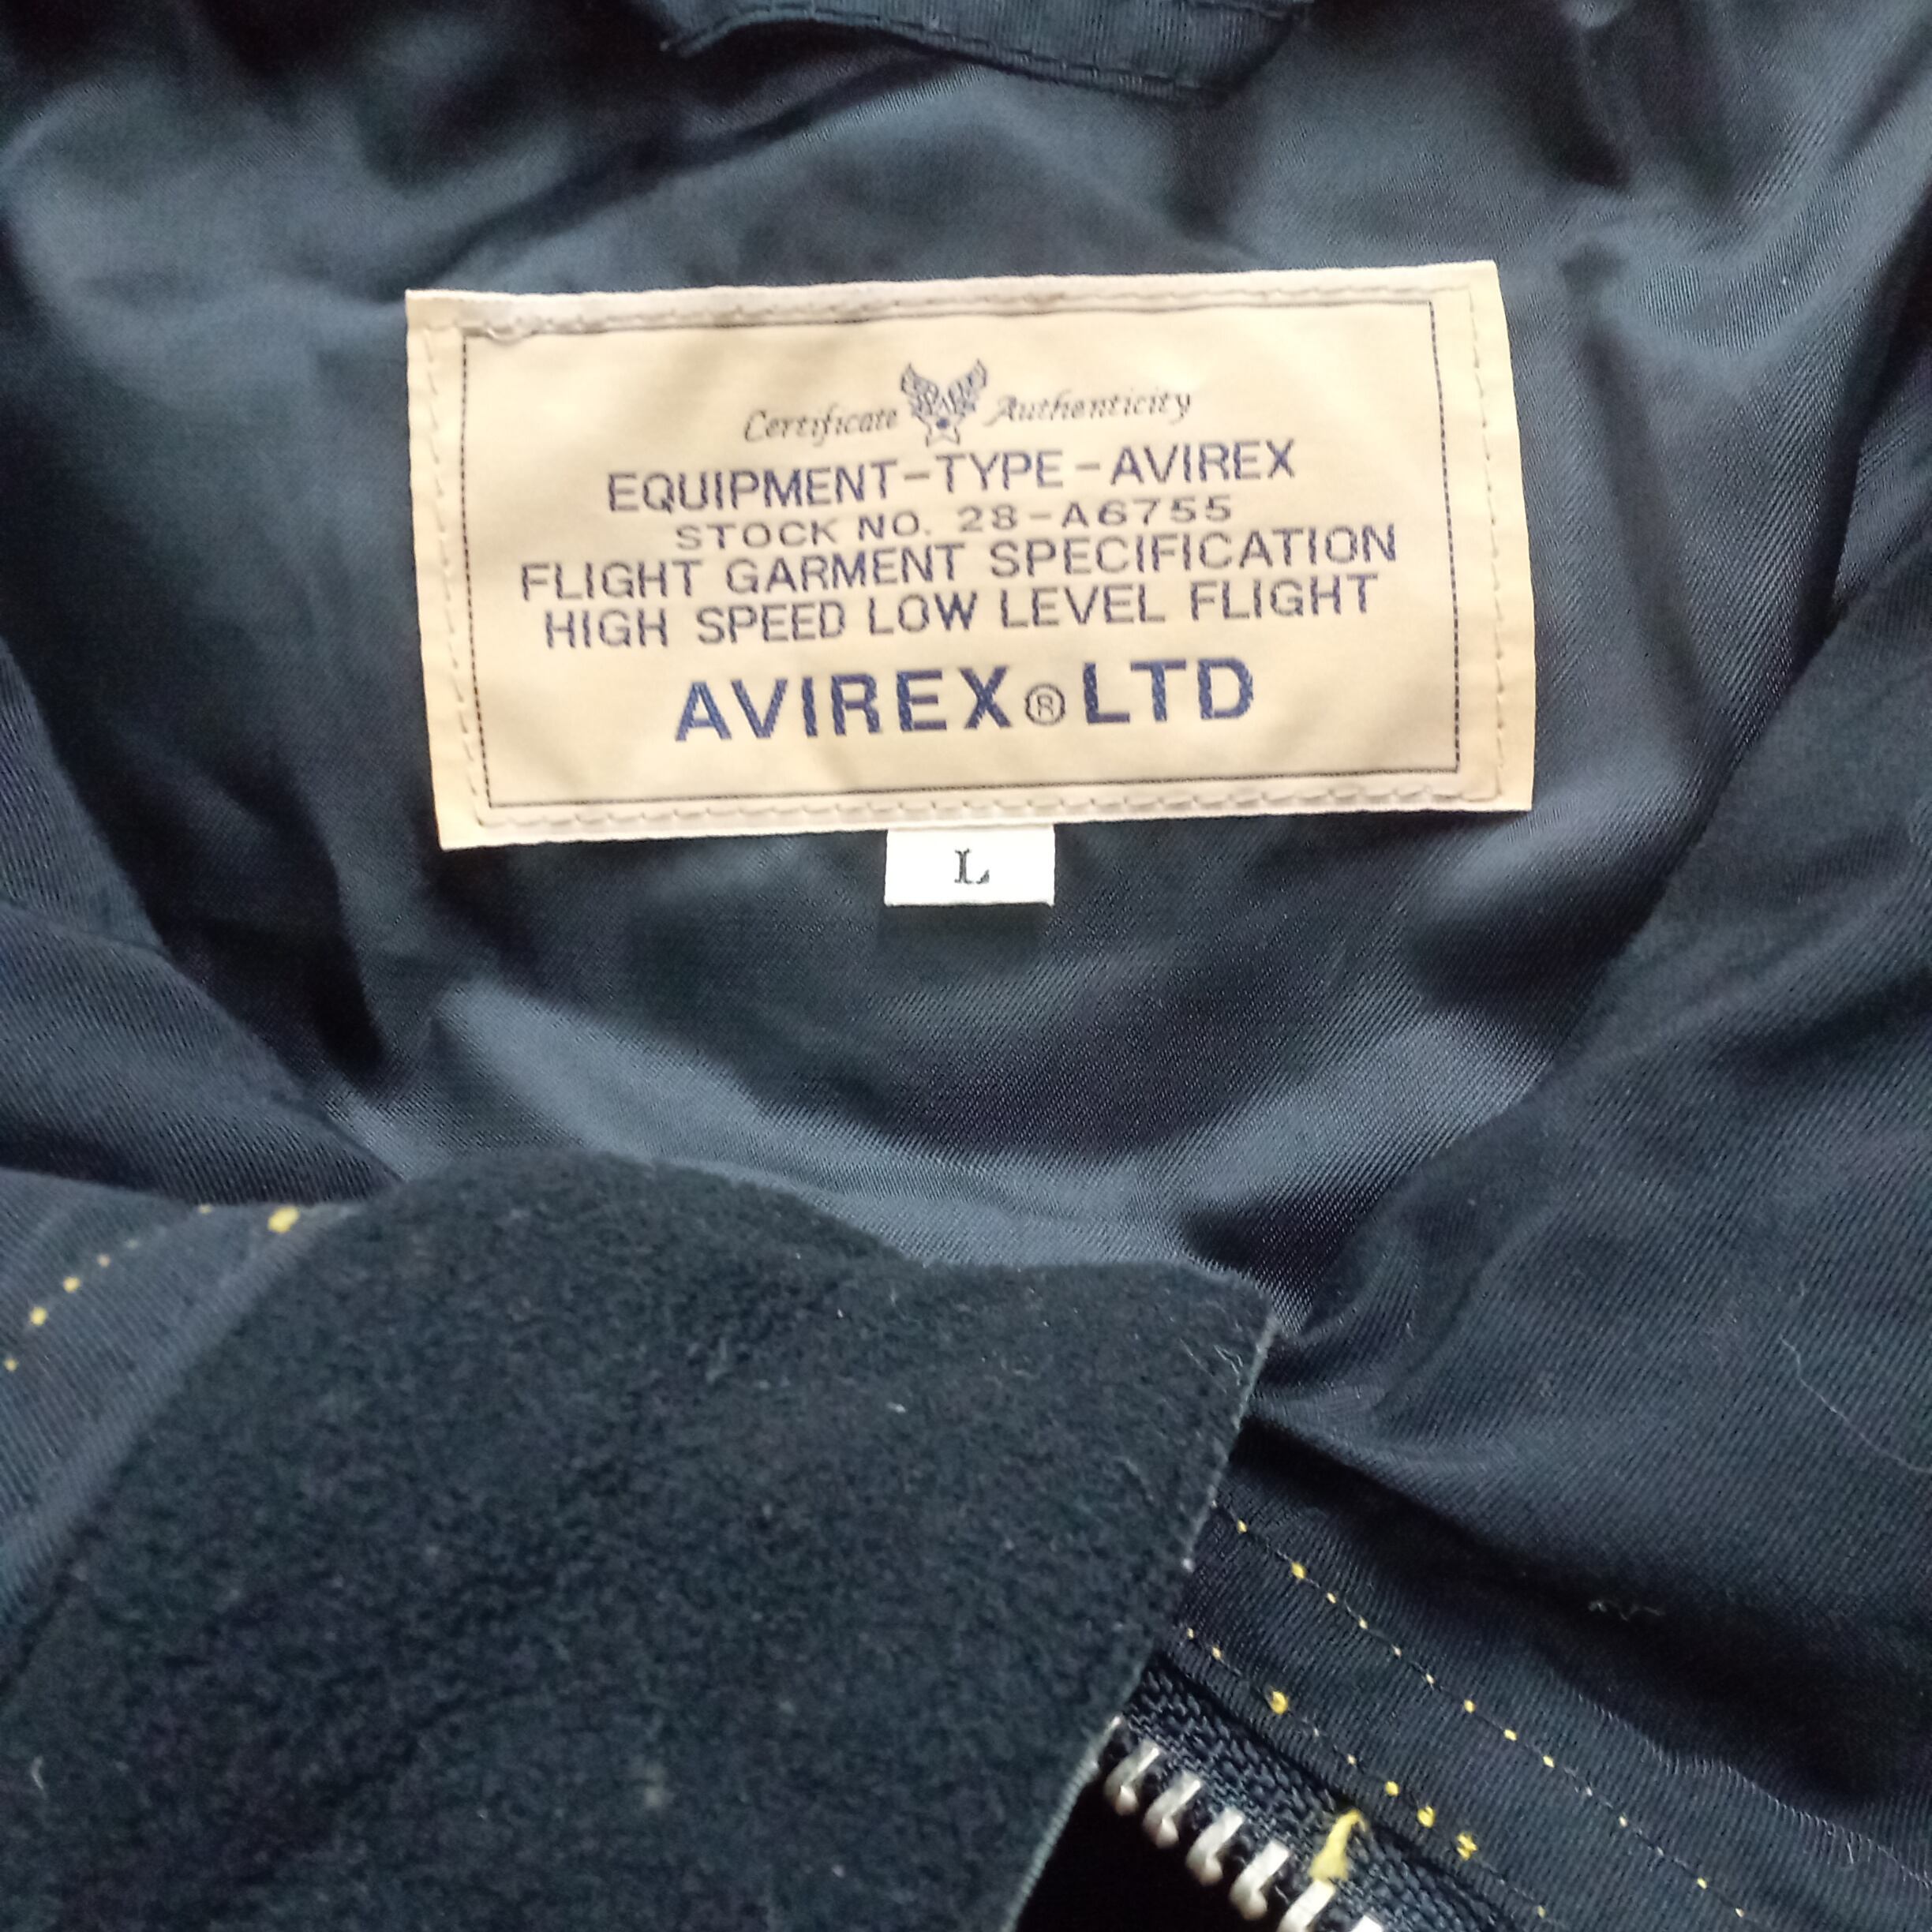 Certificate Authenticity
EQUIPMENT-TYPE-AVIREX
STOCK NO. 28-A6755
FLIGHT GARMENT SPECIFICATION
HIGH SPEED LOW LEVEL FLIGHT
AVIREX®LTD
L